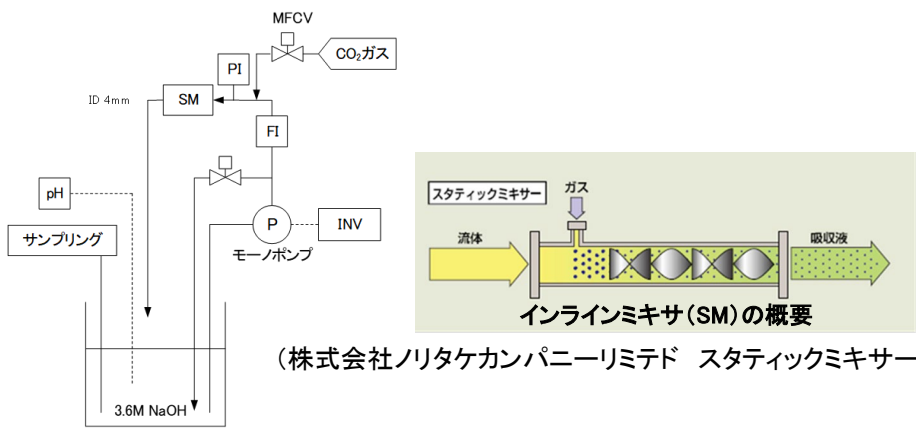 MFCV
CO₂ガス
PI
ID 4mm
SM
FI
pH
P
INV
サンプリング
モーノポンプ
3.6M NaOH
スタティックミキサー
ガス
流体
吸収液
インラインミキサ(SM)の概要
(株式会社ノリタケカンパニーリミテド スタティックミキサー